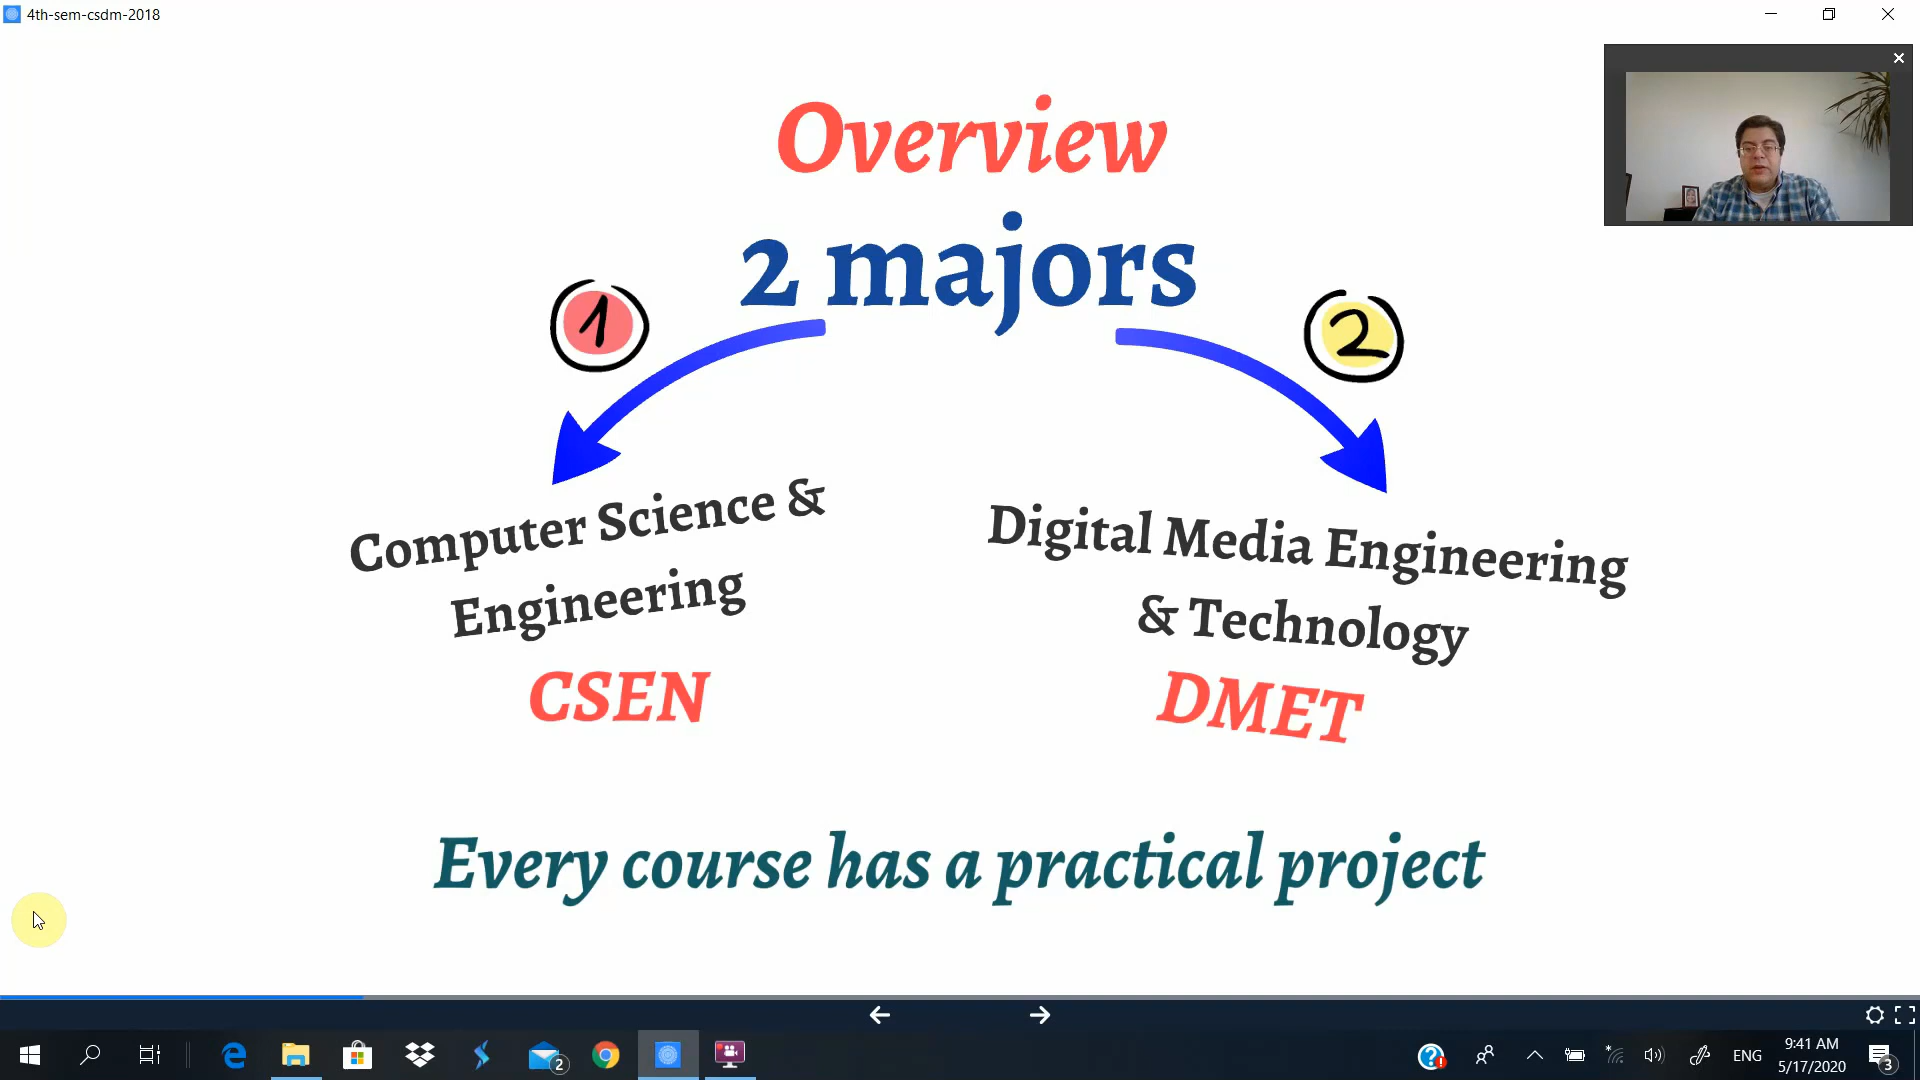 4th-sem-csdm-2018
Overview
2 majors
1
2
Computer Science &
Engineering
CSEN
Digital Media Engineering
& Technology
DMET
Every course has a practical project
2
ENG
9:41 AM
5/17/2020
3